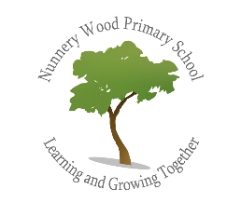 Nunnery Wood Primary School
Learning and Growing Together